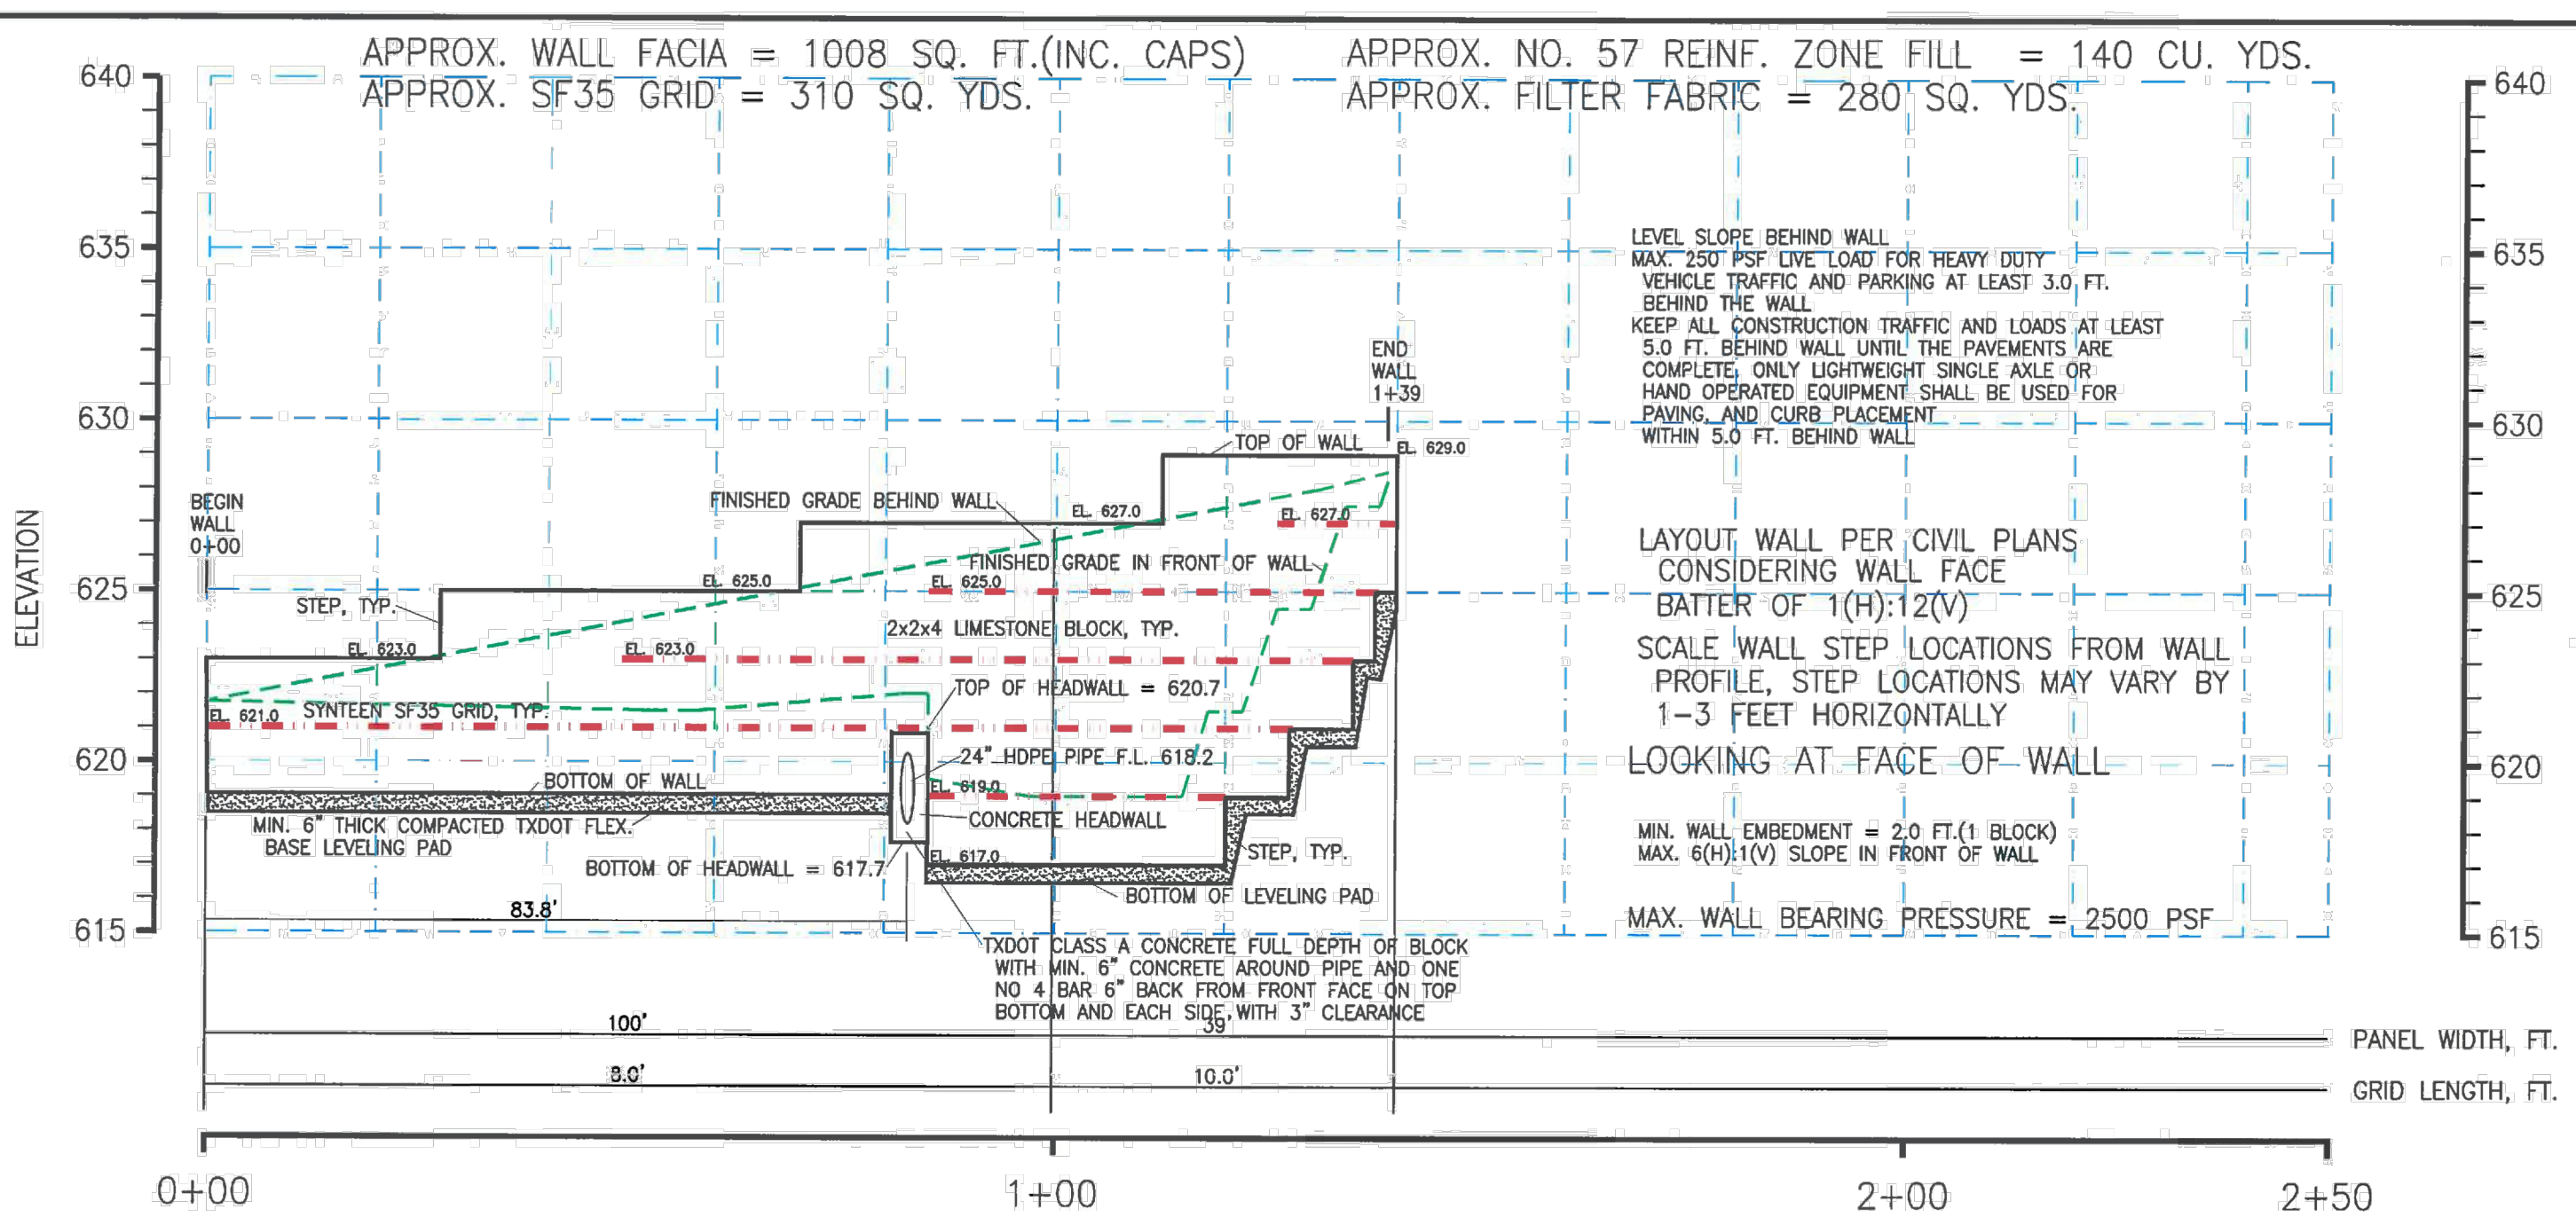 APPROX. WALL FACIA = 1008 SQ. FT.(INC. CAPS)
APPROX. SF35 GRID = 310 SQ. YDS.
APPROX. NO. 57 REINF. ZONE FILL = 140 CU. YDS.
APPROX. FILTER FABRIC = 280 SQ. YDS.
640
635
630
625
620
615
ELEVATION
640
635
630
625
620
615
LEVEL SLOPE BEHIND WALL
MAX. 250 PSF LIVE LOAD FOR HEAVY DUTY
VEHICLE TRAFFIC AND PARKING AT LEAST 3.0 FT.
BEHIND THE WALL
KEEP ALL CONSTRUCTION TRAFFIC AND LOADS AT LEAST
5.0 FT. BEHIND WALL UNTIL THE PAVEMENTS ARE
COMPLETE, ONLY LIGHTWEIGHT SINGLE AXLE OR
HAND OPERATED EQUIPMENT SHALL BE USED FOR
PAVING, AND CURB PLACEMENT
WITHIN 5.0 FT. BEHIND WALL
END
WALL
1+39
TOP OF WALL
EL. 629.0
BEGIN
WALL
0+00
FINISHED GRADE BEHIND WALL
EL. 627.0
EL. 627.0
FINISHED GRADE IN FRONT OF WALL
EL. 625.0
EL. 625.0
STEP, TYP.
2x2x4 LIMESTONE BLOCK, TYP.
EL. 623.0
EL. 623.0
TOP OF HEADWALL = 620.7
EL. 621.0
SYNTEEN SF35 GRID, TYP.
24" HDPE PIPE F.L. 618.2
BOTTOM OF WALL
EL. 619.0
CONCRETE HEADWALL
MIN. 6" THICK COMPACTED TXDOT FLEX.
BASE LEVELING PAD
EL. 617.0
STEP, TYP.
BOTTOM OF HEADWALL = 617.7
BOTTOM OF LEVELING PAD
83.8'
TXDOT CLASS A CONCRETE FULL DEPTH OF BLOCK
WITH MIN. 6" CONCRETE AROUND PIPE AND ONE
NO 4 BAR 6" BACK FROM FRONT FACE ON TOP
BOTTOM AND EACH SIDE, WITH 3" CLEARANCE
LAYOUT WALL PER CIVIL PLANS
CONSIDERING WALL FACE
BATTER OF 1(H):12(V)
SCALE WALL STEP LOCATIONS FROM WALL
PROFILE, STEP LOCATIONS MAY VARY BY
1-3 FEET HORIZONTALLY
LOOKING AT FACE OF WALL
MIN. WALL EMBEDMENT = 2.0 FT.(1 BLOCK)
MAX. 6(H):1(V) SLOPE IN FRONT OF WALL
MAX. WALL BEARING PRESSURE = 2500 PSF
100'
39'
PANEL WIDTH, FT.
8.0'
10.0'
GRID LENGTH, FT.
0+00
1+00
2+00
2+50